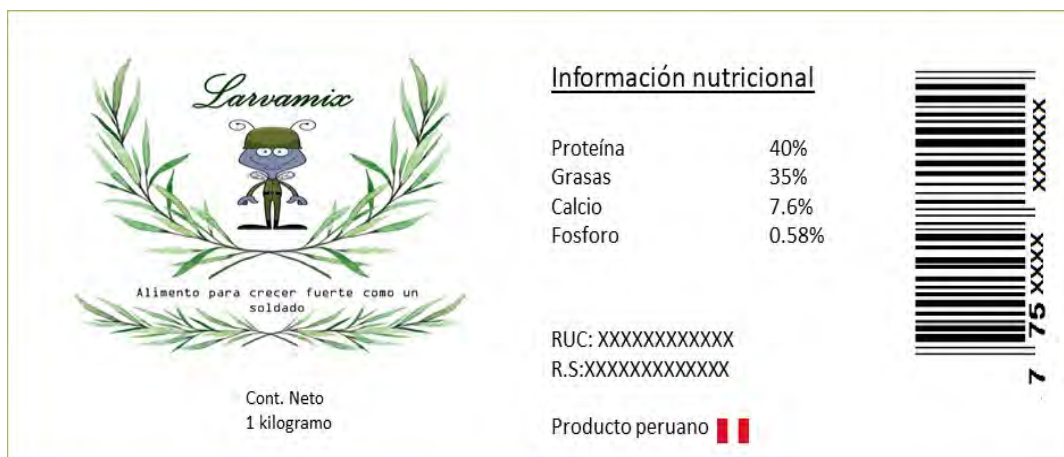 Larvamix
Alimento para crecer fuerte como un
soldado
Cont. Neto
1 kilogramo
Información nutricional
Proteína 40%
Grasas 35%
Calcio 7.6%
Fosforo 0.58%
RUC: XXXXXXXXXXXX
R.S:XXXXXXXXXXXXX
Producto peruano
7 75 XXXX XXXXXX